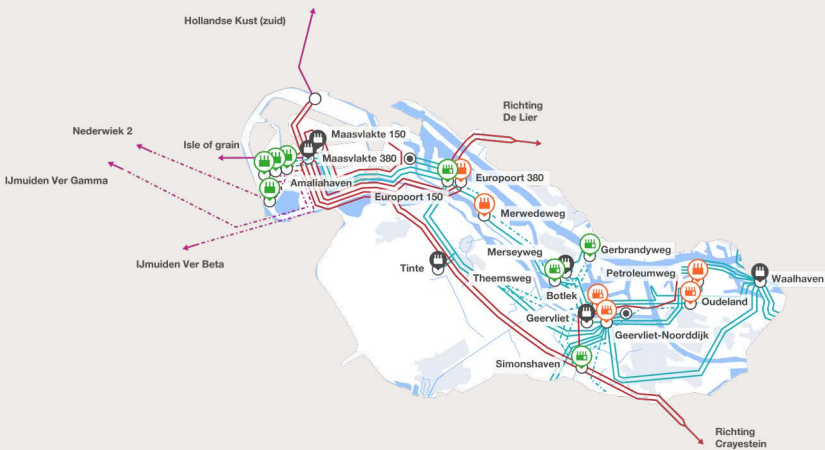 Hollandse Kust (zuid)
Richting
De Lier
Nederwiek 2
Maasvlakte 150
Isle of grain
Maasvlakte 380
IJmuiden Ver Gamma
Amaliahaven
Europoort 380
Europoort 150
Merwedeweg
IJmuiden Ver Beta
Merseyweg
Gerbrandyweg
Tinte
Theemsweg
Petroleumweg
Waalhaven
Botlek
Oudeland
Geervliet
Geervliet-Noorddijk
Simonshaven
Richting
Crayestein